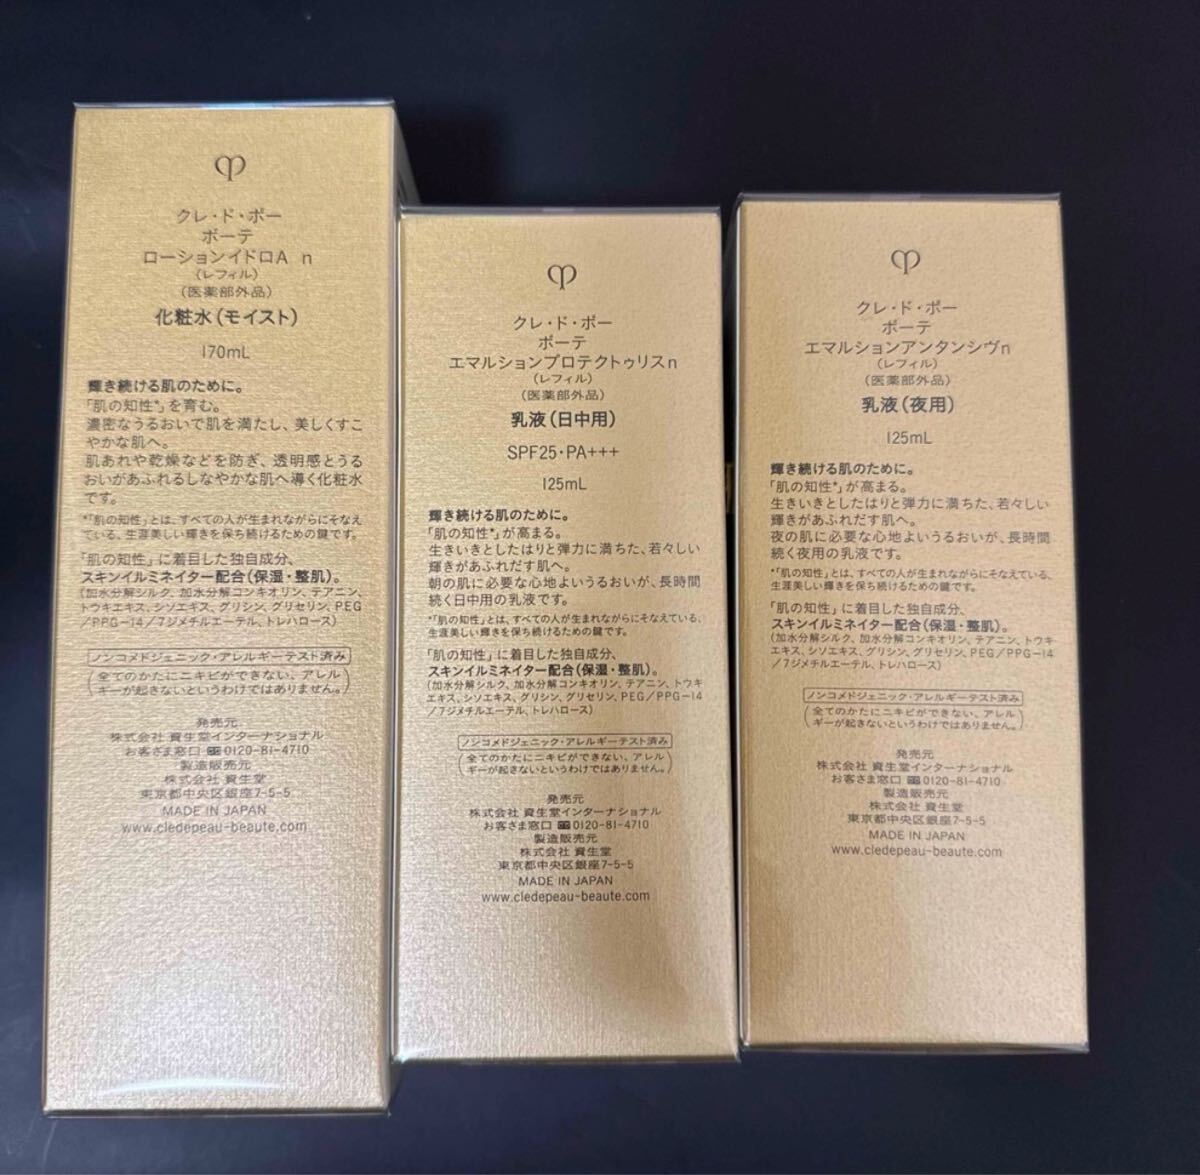 クレ・ド・ポー
ボーテ
ローションイドロA n
(レフィル)
(医薬部外品)
化粧水(モイスト)
170mL
輝き続ける肌のために。
「肌の知性*」を育む。
濃密なうるおいで肌を満たし、美しくすこ
やかな肌へ。
肌あれや乾燥などを防ぎ、透明感とうる
おいがあふれるしなやかな肌へ導く化粧水
です。
*「肌の知性」とは、すべての人が生まれながらにそなえ
ている、生涯美しい輝きを保ち続けるための鍵です。
「肌の知性」に着目した独自成分、
スキンイルミネイター配合(保湿・整肌)。
(加水分解シルク、加水分解コンキオリン、テアニン、
トウキエキス、シソエキス、グリシン、グリセリン、PEG
/PPG-14/7ジメチルエーテル、トレハロース)
ノンコメドジェニック・アレルギーテスト済み
(全てのかたにニキビができない、アレル
ギーが起きないというわけではありません。)
発売元
株式会社 資生堂インターナショナル
お客さま窓口 0120-81-4710
製造販売元
株式会社 資生堂
東京都中央区銀座7-5-5
MADE IN JAPAN
www.cledepeau-beaute.com
クレ・ド・ポー
ボーテ
エマルションプロテクトゥリスn
(レフィル)
(医薬部外品)
乳液(日中用)
SPF25・PA+++
125mL
輝き続ける肌のために。
「肌の知性*」が高まる。
生きいきとしたはりと弾力に満ちた、若々しい
輝きがあふれだす肌へ。
朝の肌に必要な心地よいうるおいが、長時間
続く日中用の乳液です。
*「肌の知性」とは、すべての人が生まれながらにそなえている、
生涯美しい輝きを保ち続けるための鍵です。
「肌の知性」に着目した独自成分、
スキンイルミネイター配合(保湿・整肌)。
(加水分解シルク、加水分解コンキオリン、テアニン、トウキ
エキス、シソエキス、グリシン、グリセリン、PEG/PPG-14
/7ジメチルエーテル、トレハロース)
ノンコメドジェニック・アレルギーテスト済み
(全てのかたにニキビができない、アレル
ギーが起きないというわけではありません。)
発売元
株式会社 資生堂インターナショナル
お客さま窓口 0120-81-4710
製造販売元
株式会社 資生堂
東京都中央区銀座7-5-5
MADE IN JAPAN
www.cledepeau-beaute.com
クレ・ド・ポー
ボーテ
エマルションアンタンシヴn
(レフィル)
(医薬部外品)
乳液(夜用)
125mL
輝き続ける肌のために。
「肌の知性*」が高まる。
生きいきとしたはりと弾力に満ちた、若々しい
輝きがあふれだす肌へ。
夜の肌に必要な心地よいうるおいが、長時間
続く夜用の乳液です。
*「肌の知性」とは、すべての人が生まれながらにそなえている、
生涯美しい輝きを保ち続けるための鍵です。
「肌の知性」に着目した独自成分、
スキンイルミネイター配合(保湿・整肌)。
(加水分解シルク、加水分解コンキオリン、テアニン、トウキ
エキス、シソエキス、グリシン、グリセリン、PEG/PPG-14
/7ジメチルエーテル、トレハロース)
ノンコメドジェニック・アレルギーテスト済み
(全てのかたにニキビができない、アレル
ギーが起きないというわけではありません。)
発売元
株式会社 資生堂インターナショナル
お客さま窓口 0120-81-4710
製造販売元
株式会社 資生堂
東京都中央区銀座7-5-5
MADE IN JAPAN
www.cledepeau-beaute.com